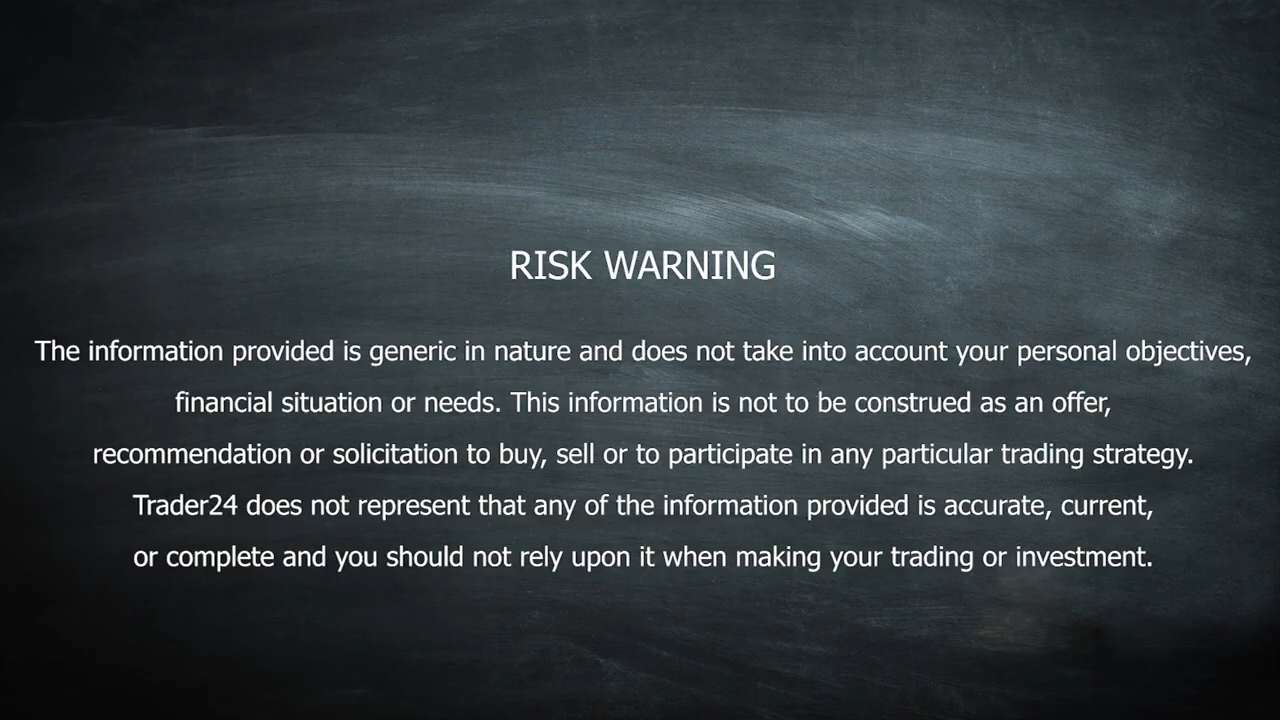 RISK WARNING
The information provided is generic in nature and does not take into account your personal objectives,
financial situation or needs. This information is not to be construed as an offer,
recommendation or solicitation to buy, sell or to participate in any particular trading strategy.
Trader24 does not represent that any of the information provided is accurate, current,
or complete and you should not rely upon it when making your trading or investment.